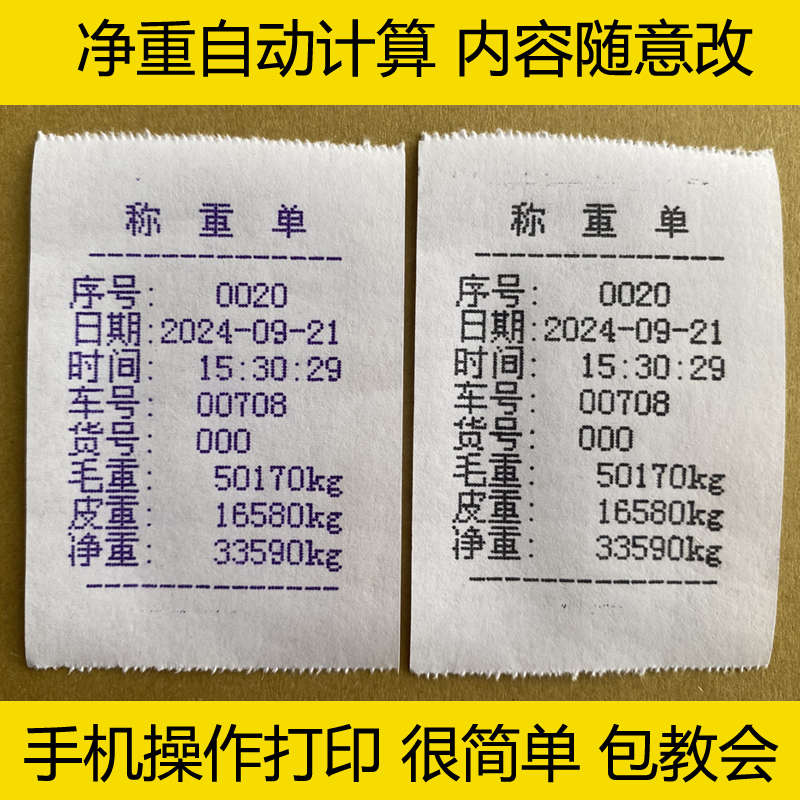 净重自动计算 内容随意改
称 重 单
序号: 0020
日期:2024-09-21
时间: 15:30:29
车号: 00708
货号: 000
毛重: 50170kg
皮重: 16580kg
净重: 33590kg
称 重 单
序号: 0020
日期:2024-09-21
时间: 15:30:29
车号: 00708
货号: 000
毛重: 50170kg
皮重: 16580kg
净重: 33590kg
手机操作打印 很简单 包教会